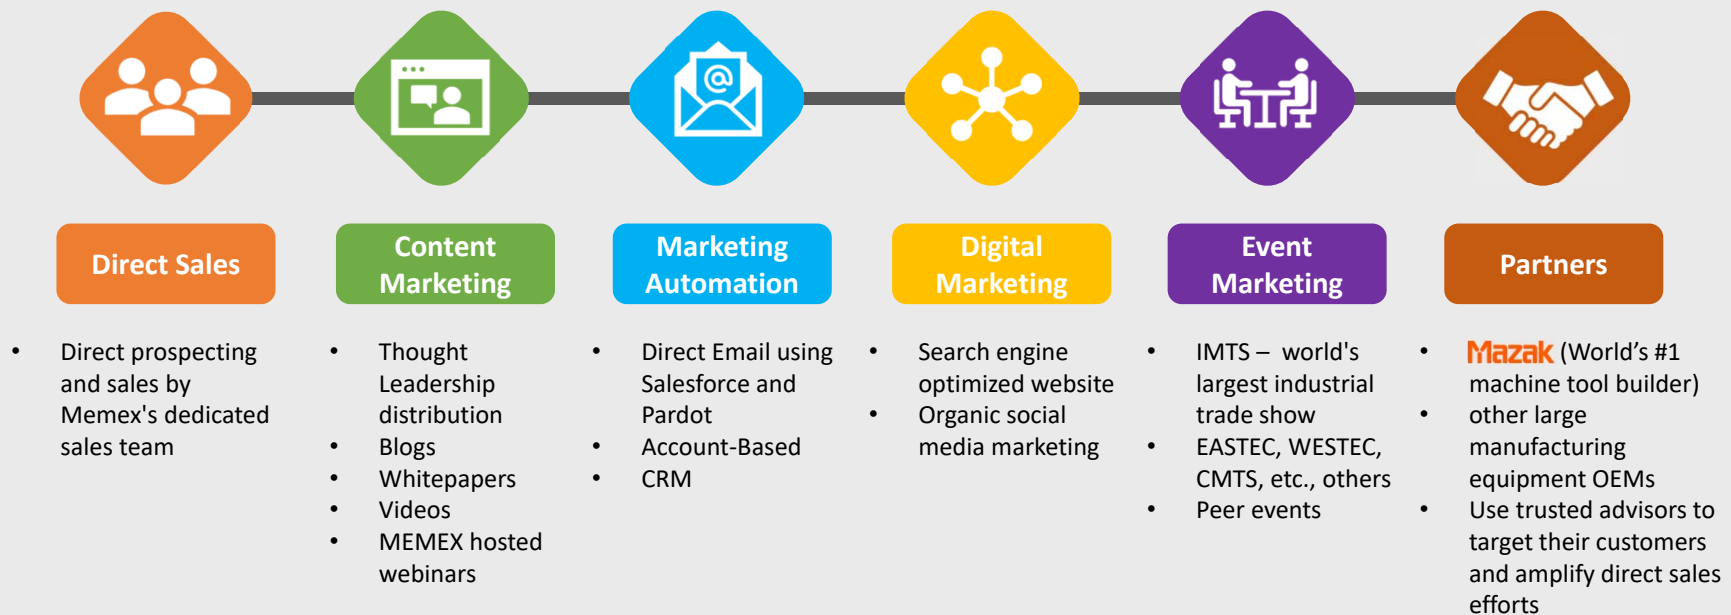 Direct Sales
Content
Marketing
Marketing
Automation
Digital
Marketing
Event
Marketing
Partners
• Direct prospecting
and sales by
Memex's dedicated
sales team
• Thought
Leadership
distribution
• Blogs
• Whitepapers
• Videos
• MEMEX hosted
webinars
• Direct Email using
Salesforce and
Pardot
• Account-Based
• CRM
• Search engine
optimized website
• Organic social
media marketing
• IMTS – world's
largest industrial
trade show
• EASTEC, WESTEC,
CMTS, etc., others
• Peer events
• Mazak (World’s #1
machine tool builder)
• other large
manufacturing
equipment OEMs
• Use trusted advisors to
target their customers
and amplify direct sales
efforts